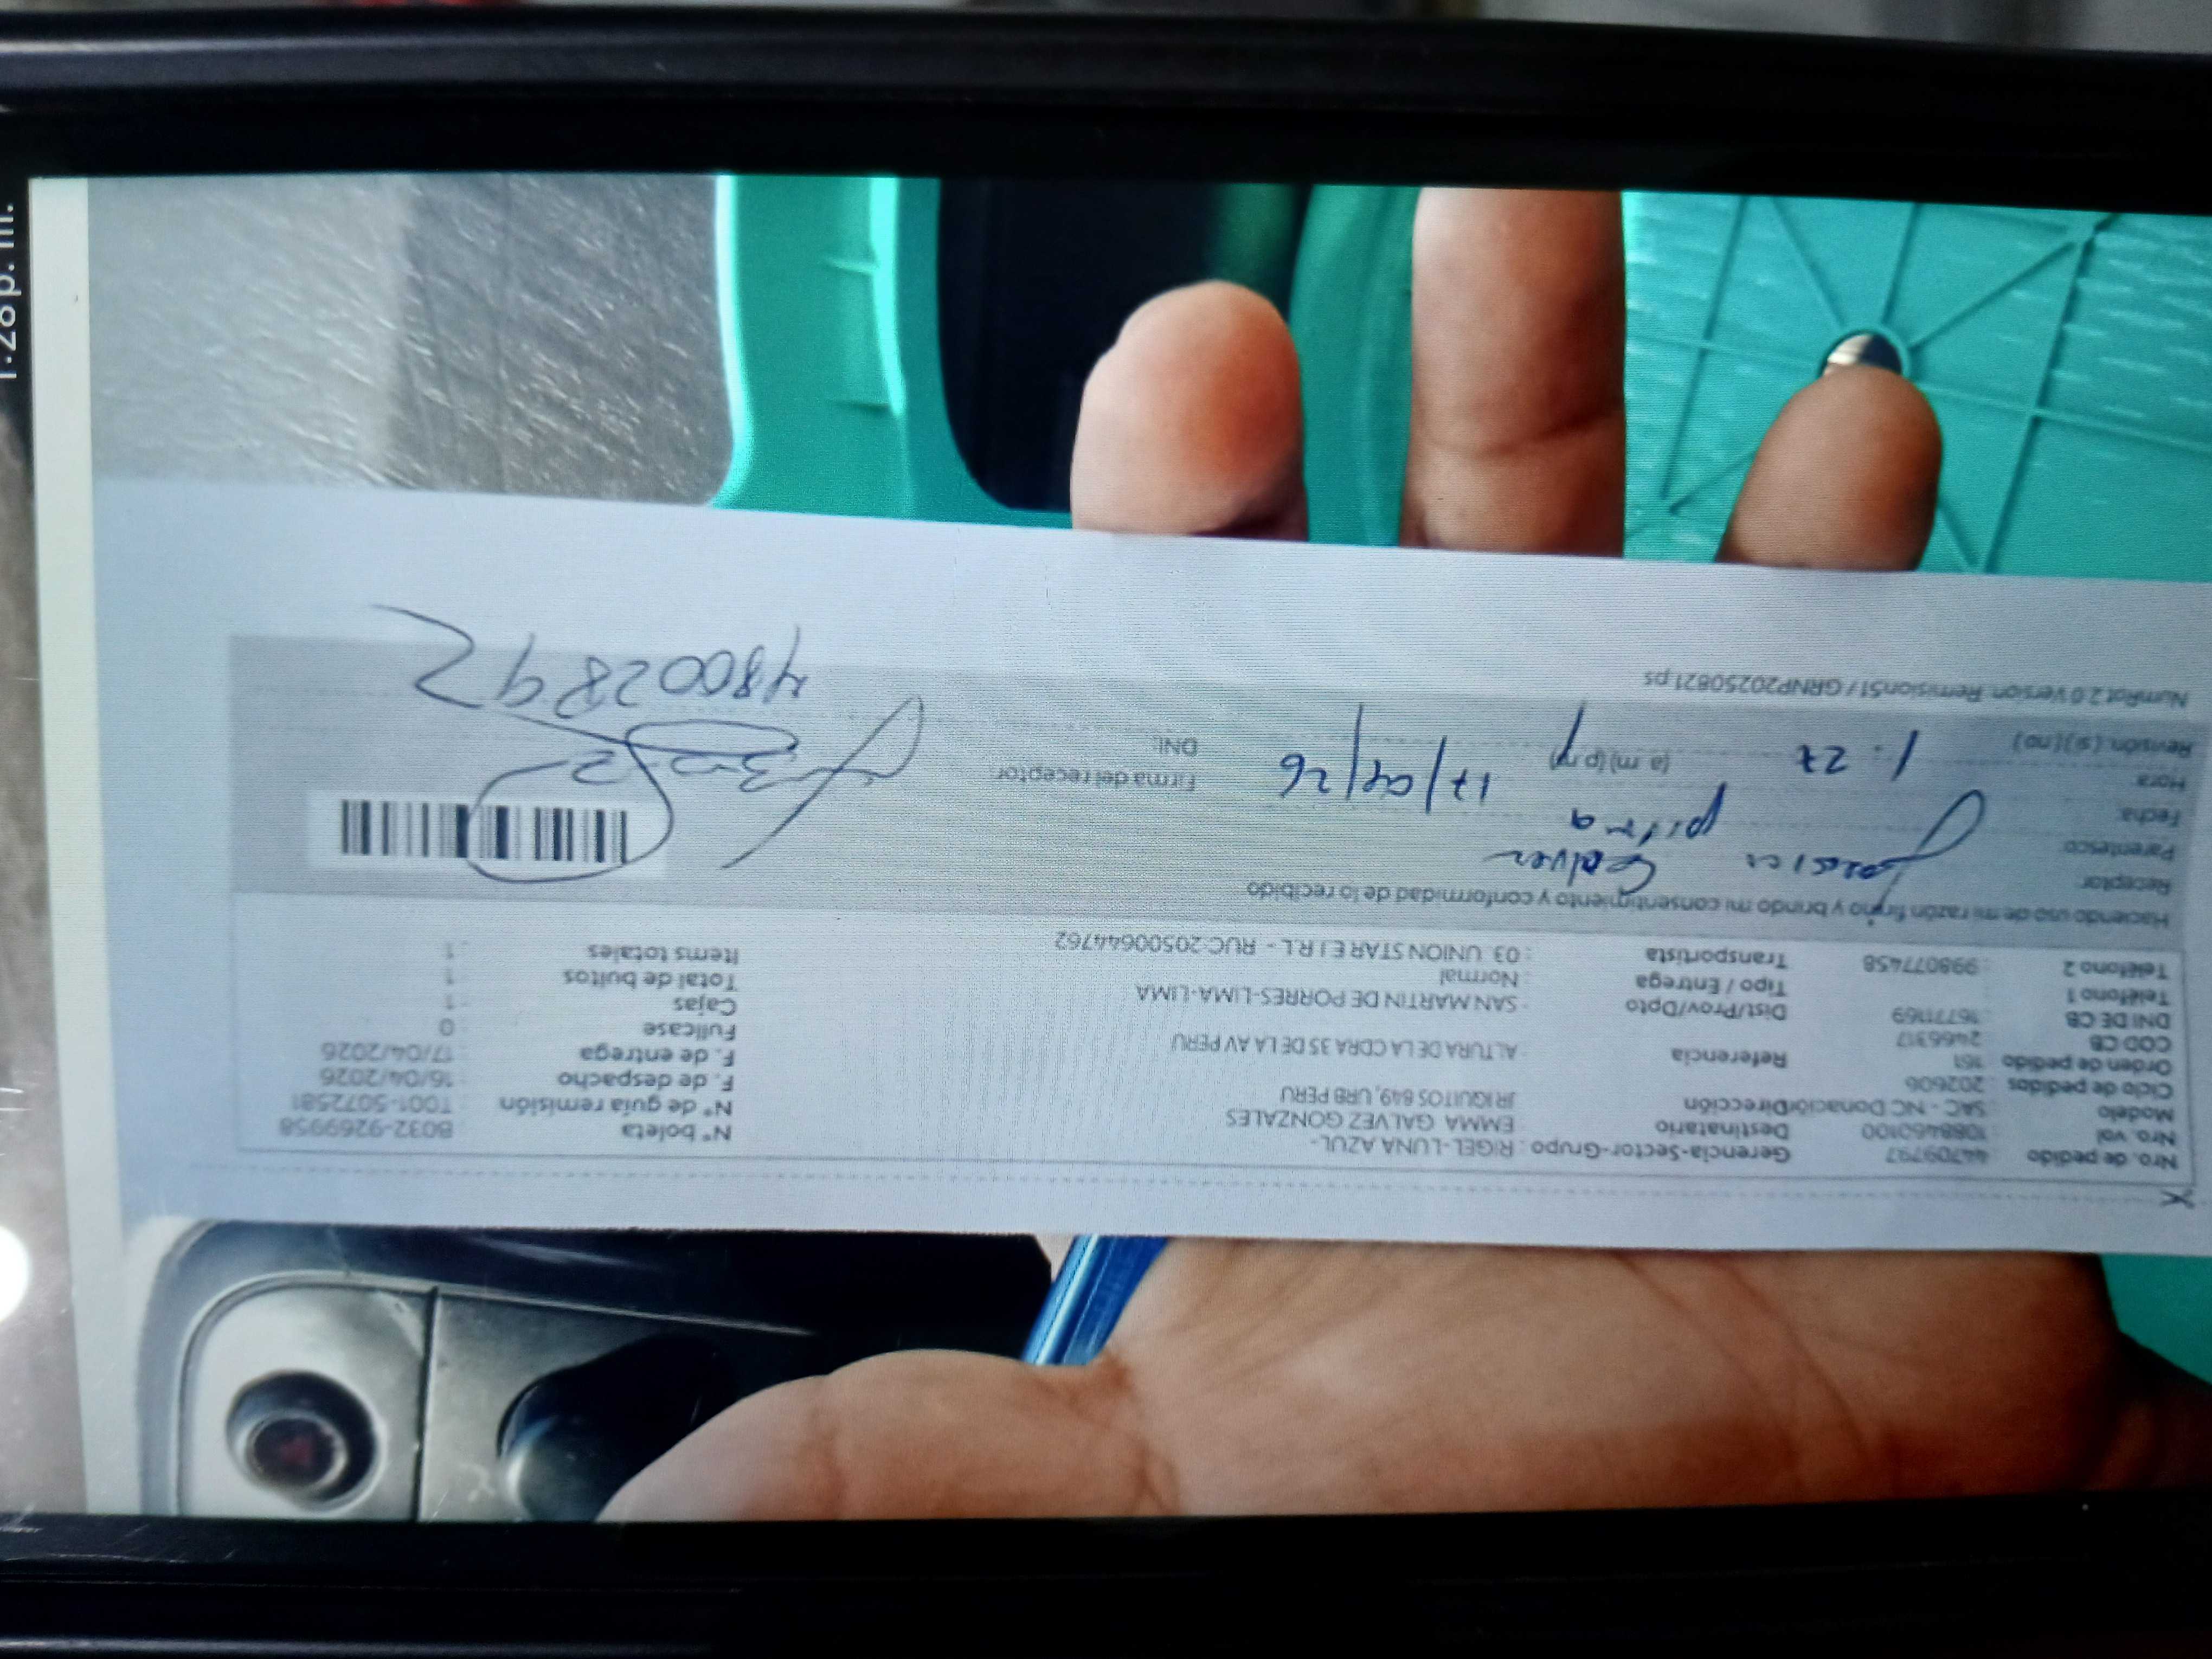 1:28 p. m.
Nro. de pedido : 44709797 Gerencia-Sector-Grupo : RIGEL-LUNA AZUL- N° boleta : B032-9269958
Nro. vol : 1088460100 Destinatario : EMMA GALVEZ GONZALES N° de guía remisión : T001-5072581
Modelo : SAC - NC Donación Dirección : JR IQUITOS 649, URB PERU F. de despacho : 16/04/2026
Ciclo de pedidos : 202606 F. de entrega : 17/04/2026
Orden de pedido : 161 Referencia : ALTURA DE LA CDRA 35 DE LA AV PERU Fullcase : 0
COD CB : 2466317 Cajas : 1
DNI DE CB : 16771169 Dist/Prov/Dpto : SAN MARTIN DE PORRES-LIMA-LIMA Total de bultos : 1
Teléfono 1 : Tipo / Entrega : Normal Items totales : 1
Teléfono 2 : 998077458 Transportista : 03 UNION STAR E I R L - RUC:20500644762
Haciendo uso de mi razón firmo y brindo mi consentimiento y conformidad de lo recibido
Receptor Galvez
Parentesco prima
Fecha: 17/04/26 Firma del receptor:
Hora 1:27 (a.m)(p.m) DNI:
Revisión: (si)(no) 48002892
NumRot 2.0 Version: Remision51 / GRNP20250821 ps